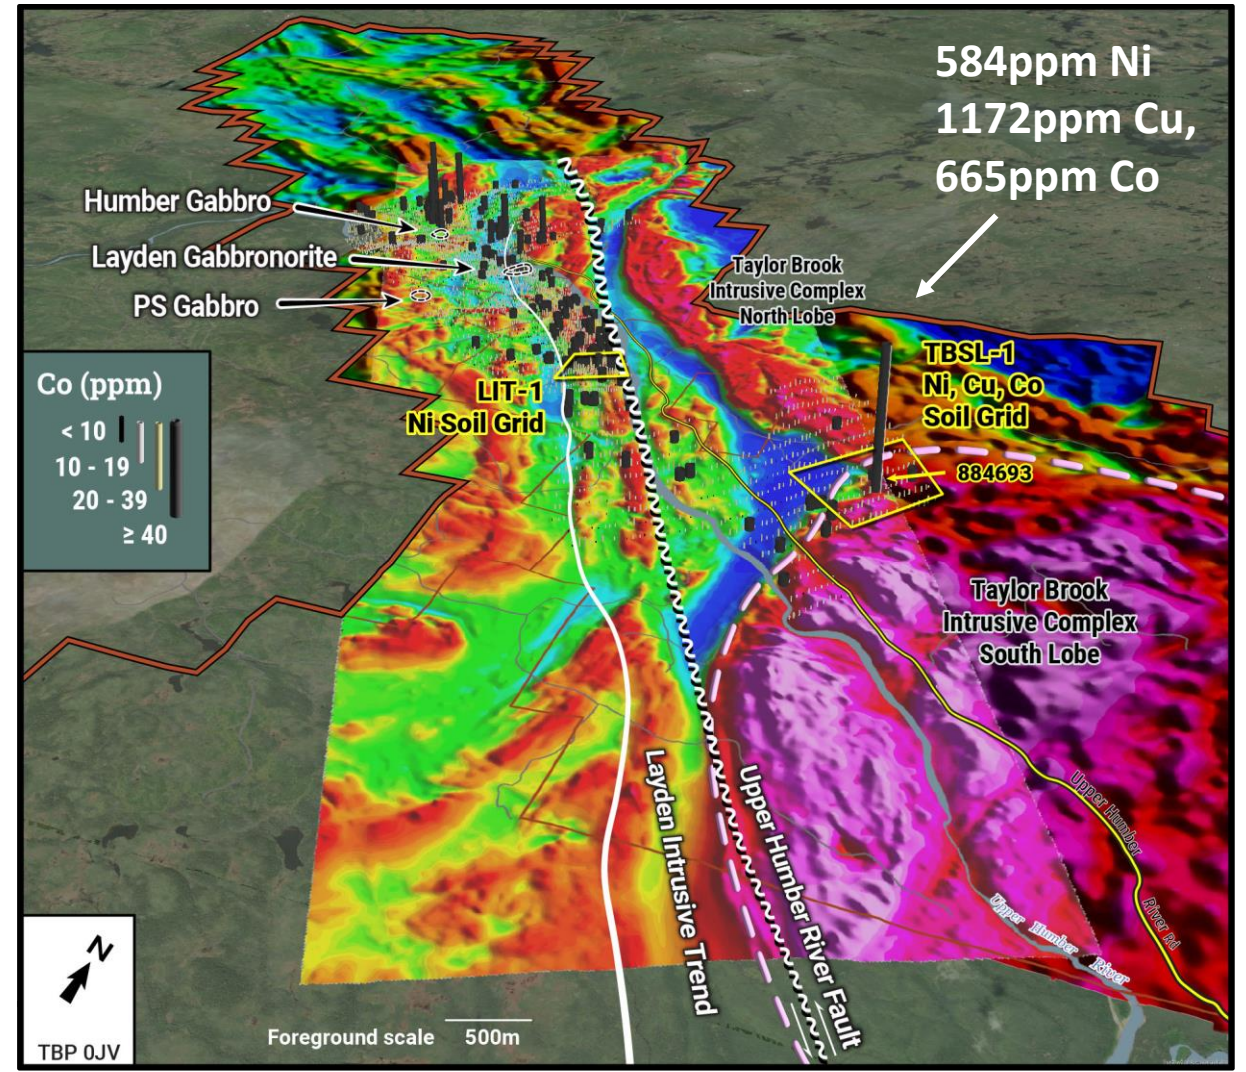 584ppm Ni
1172ppm Cu,
665ppm Co
Humber Gabbro
Layden Gabbronorite
PS Gabbro
Taylor Brook
Intrusive Complex
North Lobe
Co (ppm)
< 10
10 - 19
20 - 39
≥ 40
LIT-1
Ni Soil Grid
TBSL-1
Ni, Cu, Co
Soil Grid
884693
Taylor Brook
Intrusive Complex
South Lobe
Layden Intrusive Trend
Upper Humber River Fault
Upper Humber
River Rd
Upper Humber
River
N
TBP 0JV
Foreground scale 500m